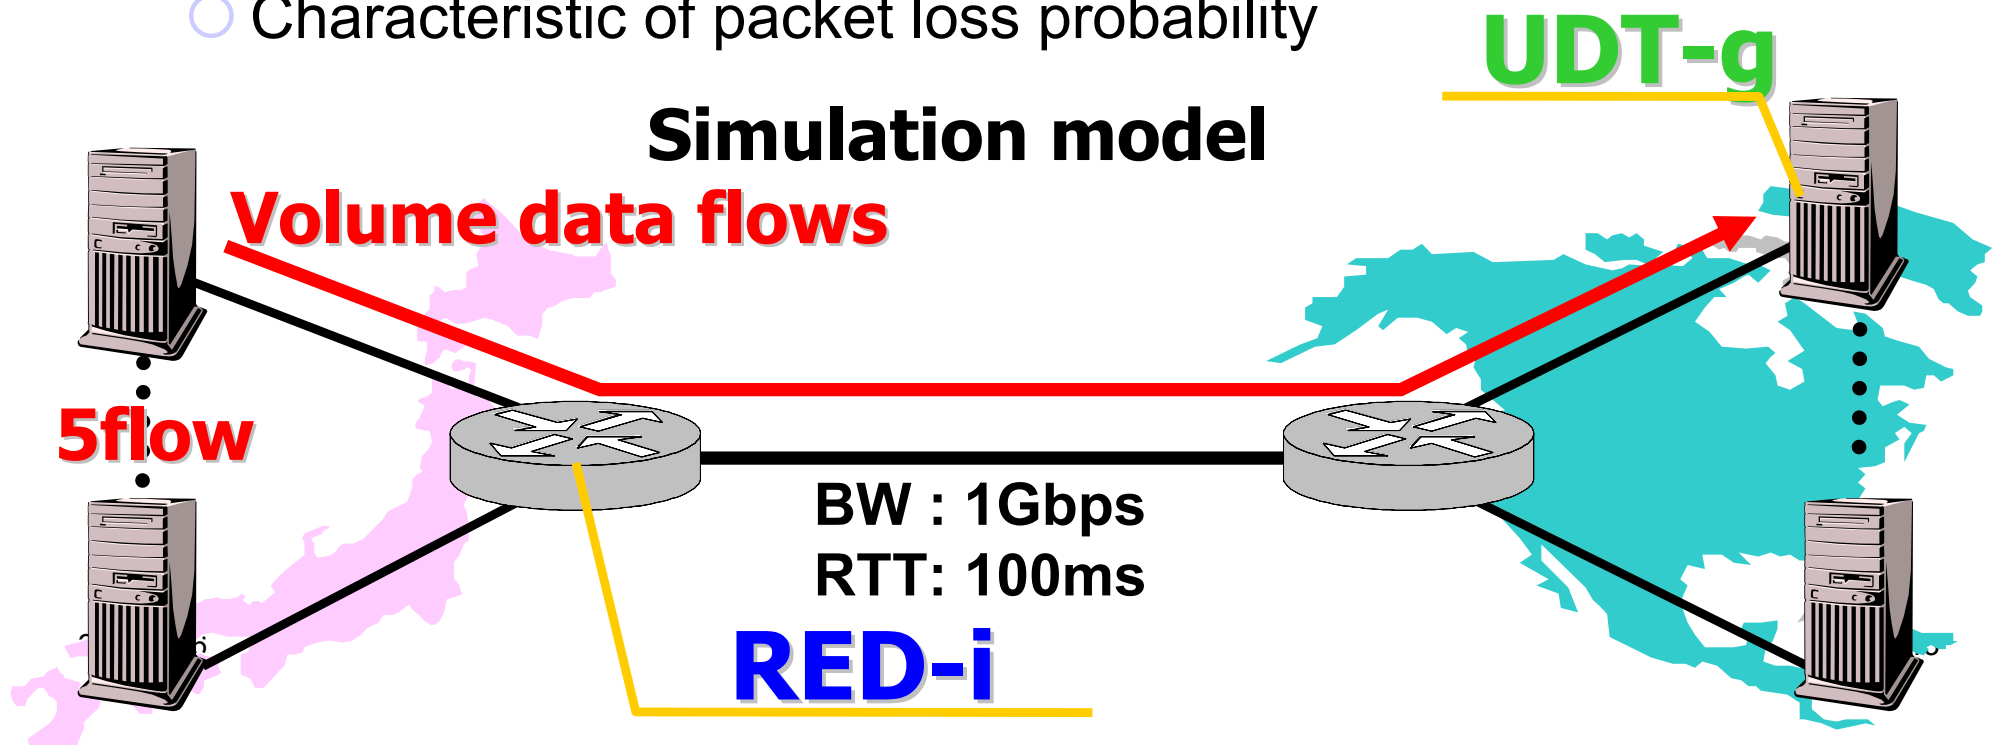 Characteristic of packet loss probability
UDT-g
Simulation model
Volume data flows
5flow
BW : 1Gbps
RTT: 100ms
RED-i